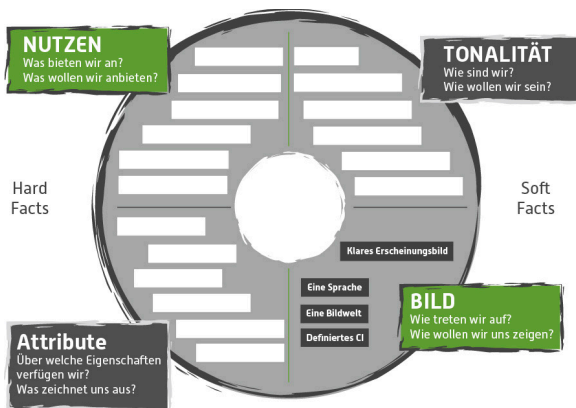 NUTZEN
Was bieten wir an?
Was wollen wir anbieten?
TONALITÄT
Wie sind wir?
Wie wollen wir sein?
Hard
Facts
Soft
Facts
Klares Erscheinungsbild
Eine Sprache
Eine Bildwelt
Definiertes CI
BILD
Wie treten wir auf?
Wie wollen wir uns zeigen?
Attribute
Über welche Eigenschaften
verfügen wir?
Was zeichnet uns aus?